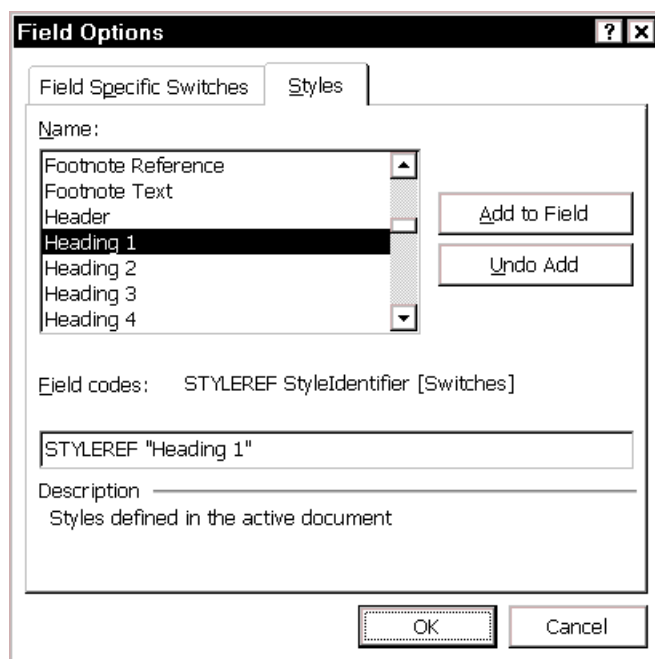 Field Options
Field Specific Switches
Styles
Name:
Footnote Reference
Footnote Text
Header
Heading 1
Heading 2
Heading 3
Heading 4
Add to Field
Undo Add
Field codes: STYLEREF StyleIdentifier [Switches]
STYLEREF "Heading 1"
Description
Styles defined in the active document
OK
Cancel